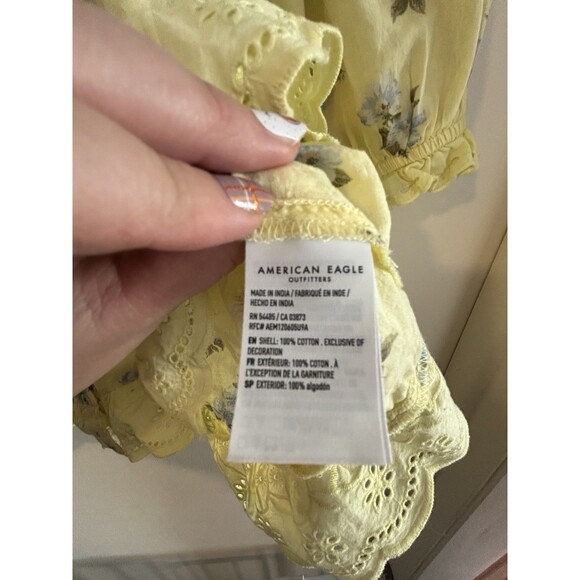 AMERICAN EAGLE
OUTFITTERS
MADE IN INDIA / FABRIQUÉ EN INDE /
HECHO EN INDIA
RN 54485 / CA 03873
RFC# AEM120605U9A
EN SHELL: 100% COTTON . EXCLUSIVE OF
DECORATION
FR EXTÉRIEUR: 100% COTON . À
L'EXCEPTION DE LA GARNITURE
SP EXTERIOR: 100% algodón